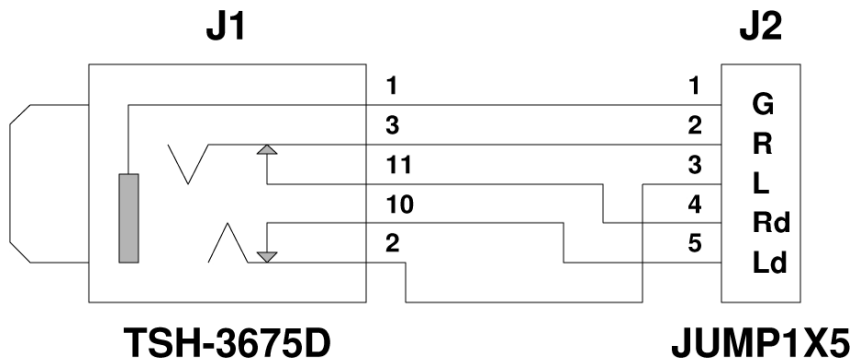 J1 J2
1 1 G
3 2 R
11 3 L
10 4 Rd
2 5 Ld
TSH-3675D JUMP1X5